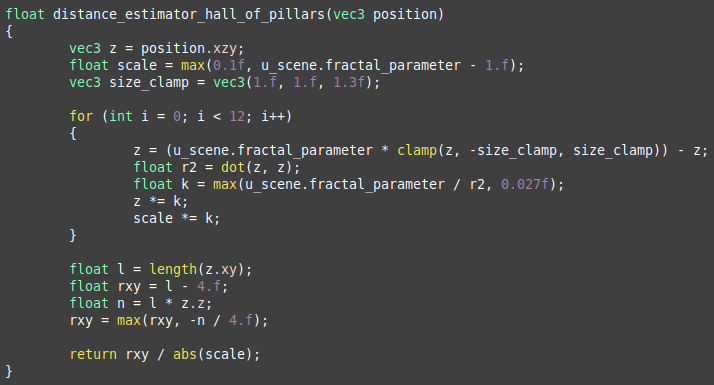 float distance_estimator_hall_of_pillars(vec3 position)
{
vec3 z = position.xzy;
float scale = max(0.1f, u_scene.fractal_parameter - 1.f);
vec3 size_clamp = vec3(1.f, 1.f, 1.3f);
for (int i = 0; i < 12; i++)
{
z = (u_scene.fractal_parameter * clamp(z, -size_clamp, size_clamp)) - z;
float r2 = dot(z, z);
float k = max(u_scene.fractal_parameter / r2, 0.027f);
z *= k;
scale *= k;
}
float l = length(z.xy);
float rxy = l - 4.f;
float n = l * z.z;
rxy = max(rxy, -n / 4.f);
return rxy / abs(scale);
}